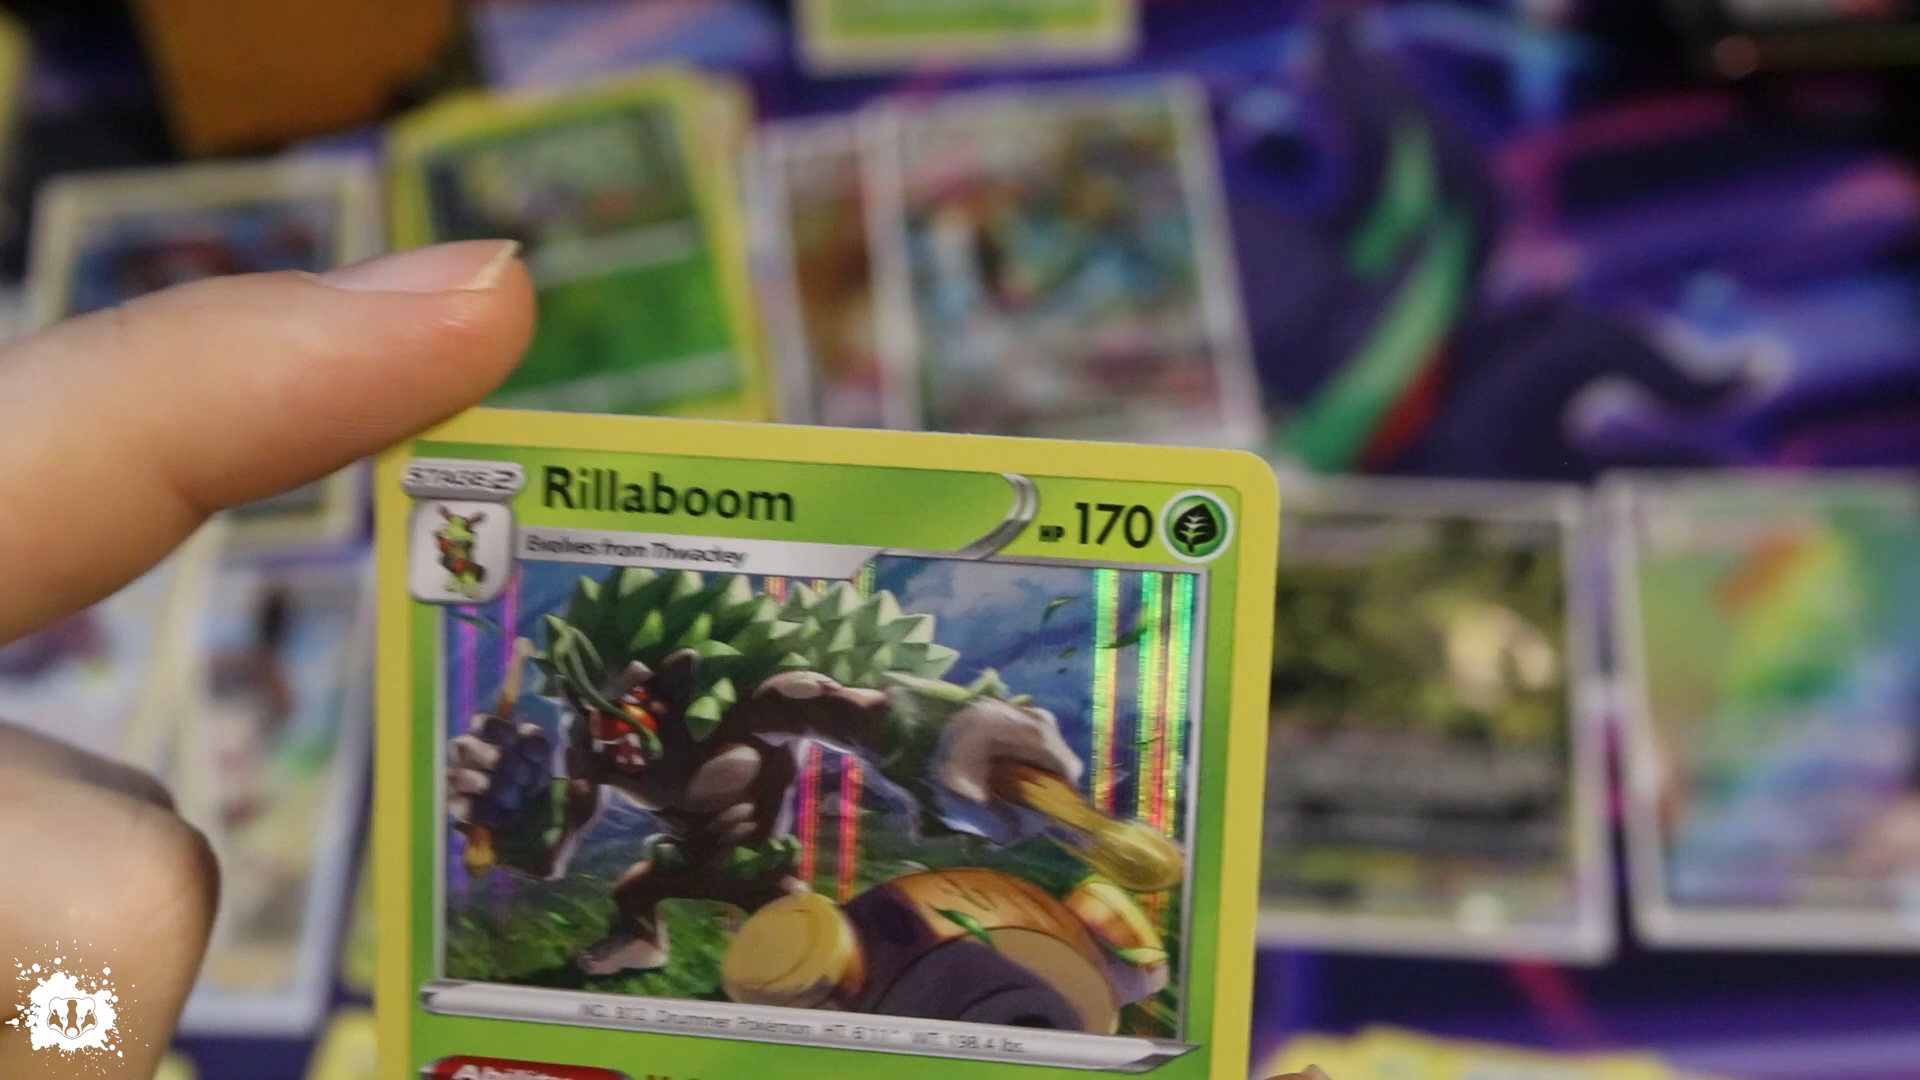 STAGE 2
Rillaboom
HP 170
Evolves from Thwackey
NO. 812 Drummer Pokémon HT: 6'11" WT: 198.4 lbs.
Ability